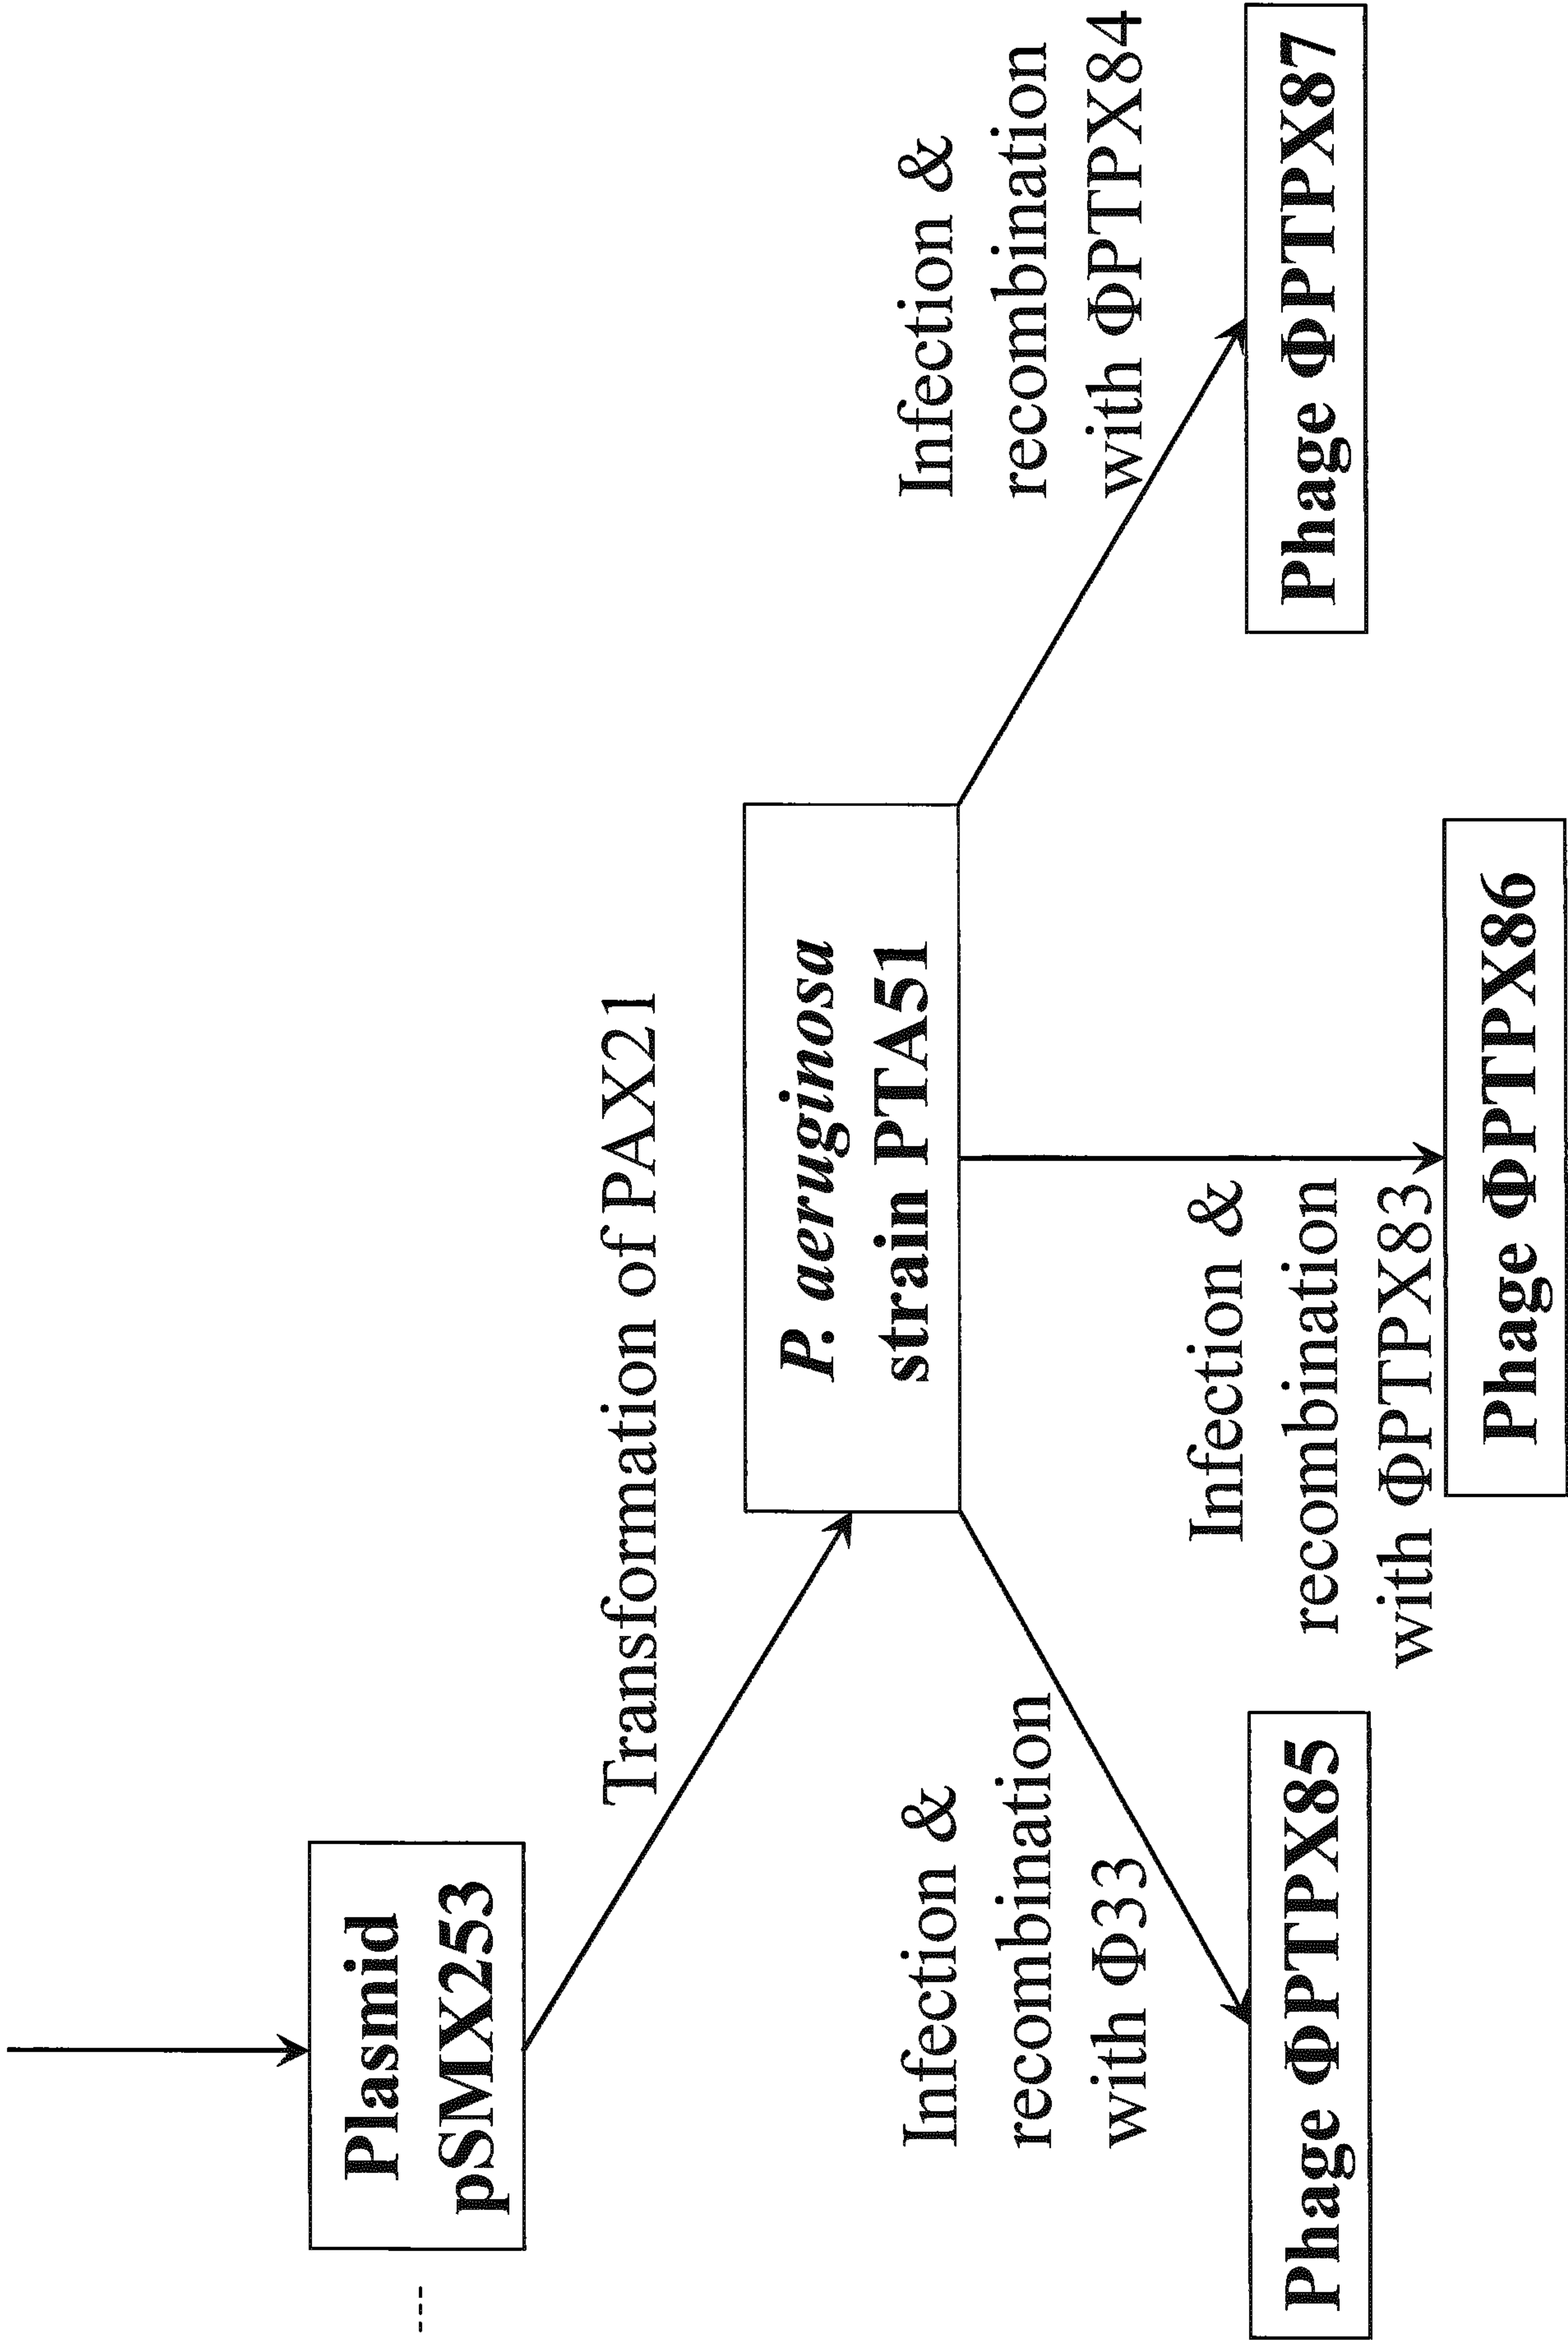 ---
Plasmid
pSMX253
Transformation of PAX21
P. aeruginosa
strain PTA51
Infection &
recombination
with Φ33
Infection &
recombination
with ΦPTPX83
Infection &
recombination
with ΦPTPX84
Phage ΦPTPX85
Phage ΦPTPX86
Phage ΦPTPX87